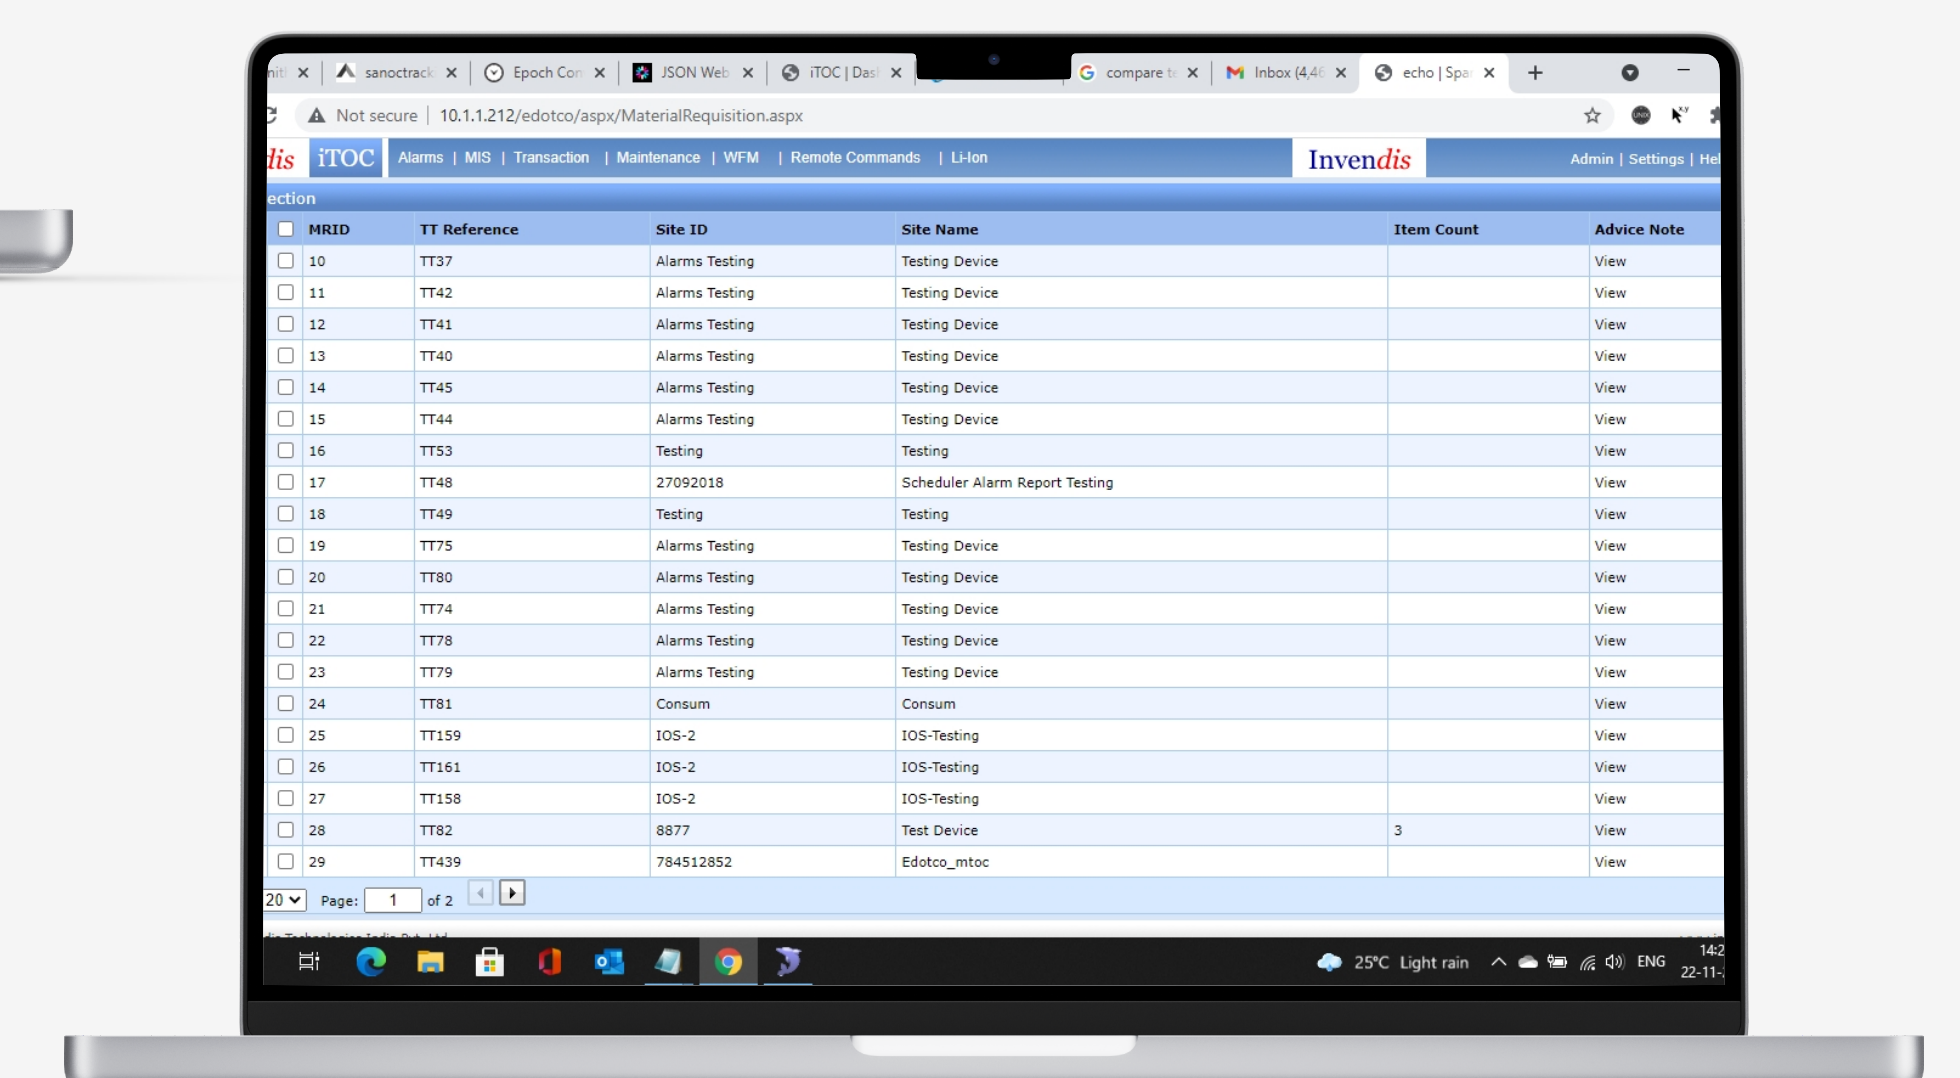 sanoctrack Epoch Con JSON Web iTOC | Das compare te Inbox (4,46 echo | Spar
Not secure 10.1.1.212/edotco/aspx/MaterialRequisition.aspx
dis iTOC Alarms | MIS | Transaction | Maintenance | WFM | Remote Commands | Li-Ion Invendis Admin | Settings | Hel
ection
MRID TT Reference Site ID Site Name Item Count Advice Note
10 TT37 Alarms Testing Testing Device View
11 TT42 Alarms Testing Testing Device View
12 TT41 Alarms Testing Testing Device View
13 TT40 Alarms Testing Testing Device View
14 TT45 Alarms Testing Testing Device View
15 TT44 Alarms Testing Testing Device View
16 TT53 Testing Testing View
17 TT48 27092018 Scheduler Alarm Report Testing View
18 TT49 Testing Testing View
19 TT75 Alarms Testing Testing Device View
20 TT80 Alarms Testing Testing Device View
21 TT74 Alarms Testing Testing Device View
22 TT78 Alarms Testing Testing Device View
23 TT79 Alarms Testing Testing Device View
24 TT81 Consum Consum View
25 TT159 IOS-2 IOS-Testing View
26 TT161 IOS-2 IOS-Testing View
27 TT158 IOS-2 IOS-Testing View
28 TT82 8877 Test Device 3 View
29 TT439 784512852 Edotco_mtoc View
20 Page: 1 of 2
25°C Light rain ENG 14:2
22-11-